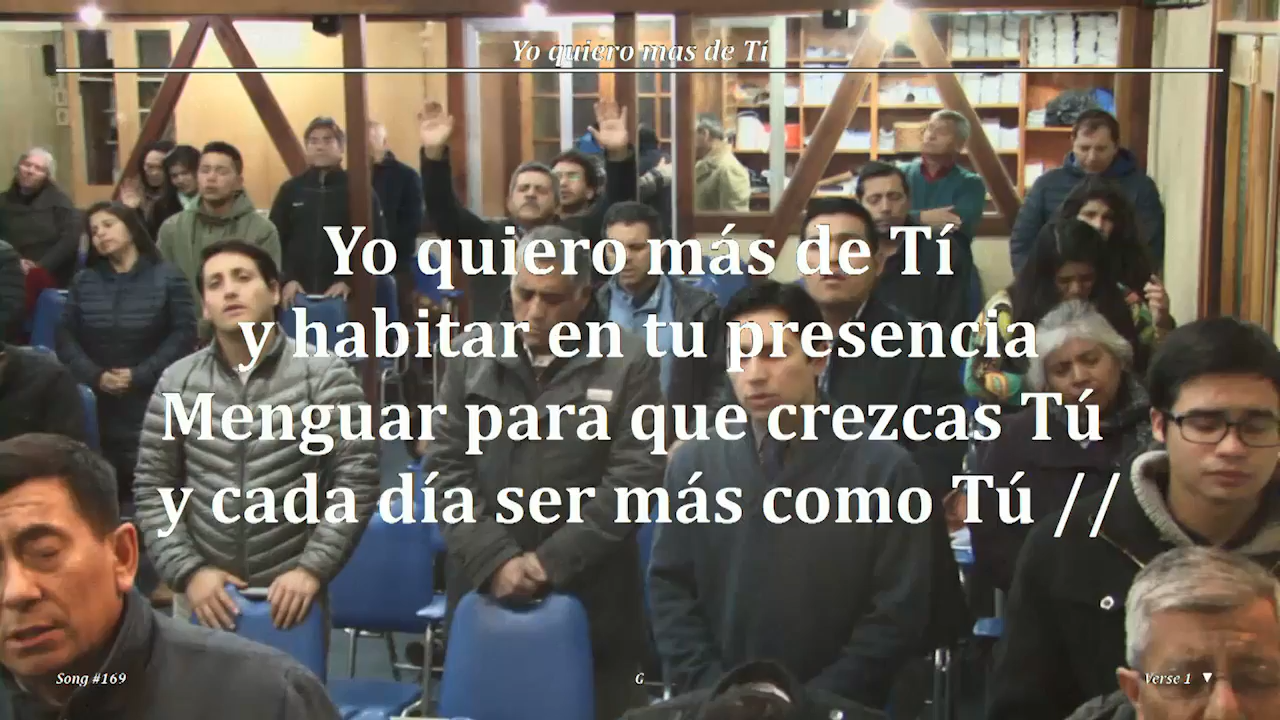 Yo quiero mas de Tí
Yo quiero más de Tí
y habitar en tu presencia
Menguar para que crezcas Tú
y cada día ser más como Tú //
Song #169
G
Verse 1 ▼